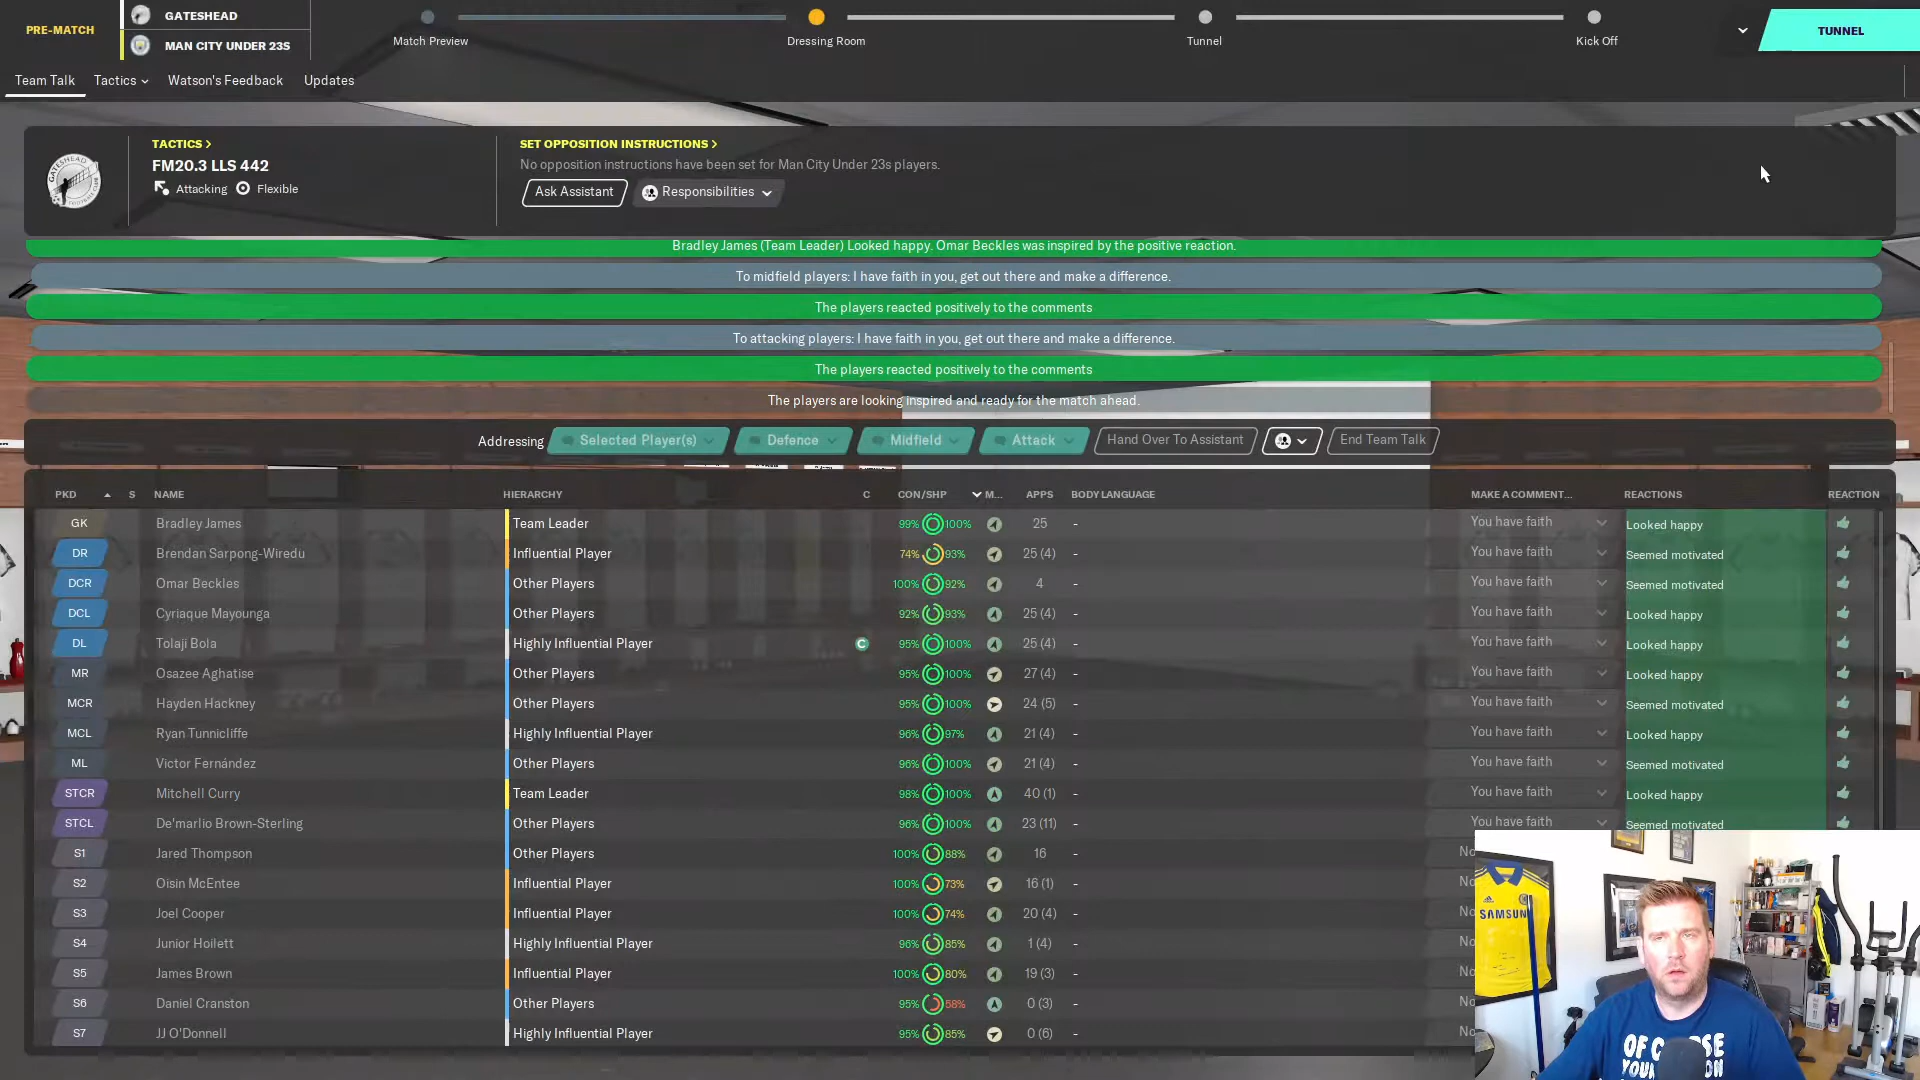 PRE-MATCH
GATESHEAD
MAN CITY UNDER 23S
Match Preview
Dressing Room
Tunnel
Kick Off
TUNNEL
Team Talk
Tactics
Watson's Feedback
Updates
TACTICS >
FM20.3 LLS 442
Attacking
Flexible
SET OPPOSITION INSTRUCTIONS >
No opposition instructions have been set for Man City Under 23s players.
Ask Assistant
Responsibilities
GATESHEAD
Bradley James (Team Leader) Looked happy. Omar Beckles was inspired by the positive reaction.
To midfield players: I have faith in you, get out there and make a difference.
The players reacted positively to the comments
To attacking players: I have faith in you, get out there and make a difference.
The players reacted positively to the comments
The players are looking inspired and ready for the match ahead.
Addressing Selected Player(s) Defence Midfield Attack Hand Over To Assistant End Team Talk
PKD S NAME HIERARCHY C CON/SHP M... APPS BODY LANGUAGE MAKE A COMMENT... REACTIONS REACTION
GK Bradley James Team Leader 99% 100% 25 - You have faith Looked happy
DR Brendan Sarpong-Wiredu Influential Player 74% 93% 25 (4) - You have faith Seemed motivated
DCR Omar Beckles Other Players 100% 92% 4 - You have faith Seemed motivated
DCL Cyriaque Mayounga Other Players 92% 93% 25 (4) - You have faith Looked happy
DL Tolaji Bola Highly Influential Player C 95% 100% 25 (4) - You have faith Looked happy
MR Osazee Aghatise Other Players 95% 100% 27 (4) - You have faith Looked happy
MCR Hayden Hackney Other Players 95% 100% 24 (5) - You have faith Seemed motivated
MCL Ryan Tunnicliffe Highly Influential Player 96% 97% 21 (4) - You have faith Looked happy
ML Victor Fernández Other Players 96% 100% 21 (4) - You have faith Seemed motivated
STCR Mitchell Curry Team Leader 98% 100% 40 (1) - You have faith Looked happy
STCL De'marlio Brown-Sterling Other Players 96% 100% 23 (11) - You have faith Seemed motivated
S1 Jared Thompson Other Players 100% 88% 16 - No
S2 Oisin McEntee Influential Player 100% 73% 16 (1) - No
S3 Joel Cooper Influential Player 100% 74% 20 (4) - No
S4 Junior Hoilett Highly Influential Player 96% 85% 1 (4) - No
S5 James Brown Influential Player 100% 80% 19 (3) - No
S6 Daniel Cranston Other Players 95% 58% 0 (3) - No
S7 JJ O'Donnell Highly Influential Player 95% 85% 0 (6) - No
SAMSUN